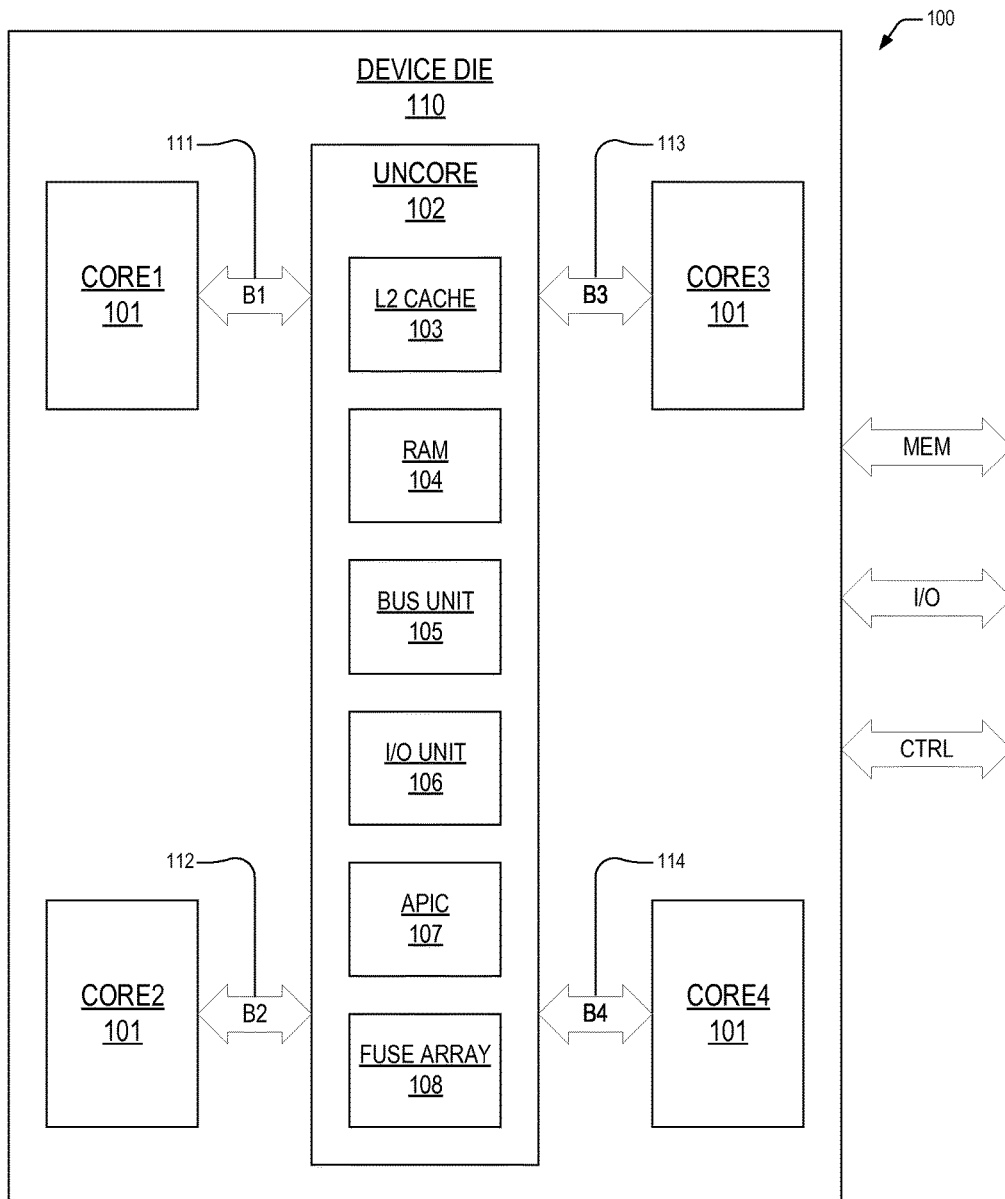 100
DEVICE DIE
110
111
113
UNCORE
102
CORE1
101
B1
L2 CACHE
103
B3
CORE3
101
RAM
104
MEM
BUS UNIT
105
I/O
I/O UNIT
106
CTRL
112
114
APIC
107
CORE2
101
B2
B4
CORE4
101
FUSE ARRAY
108